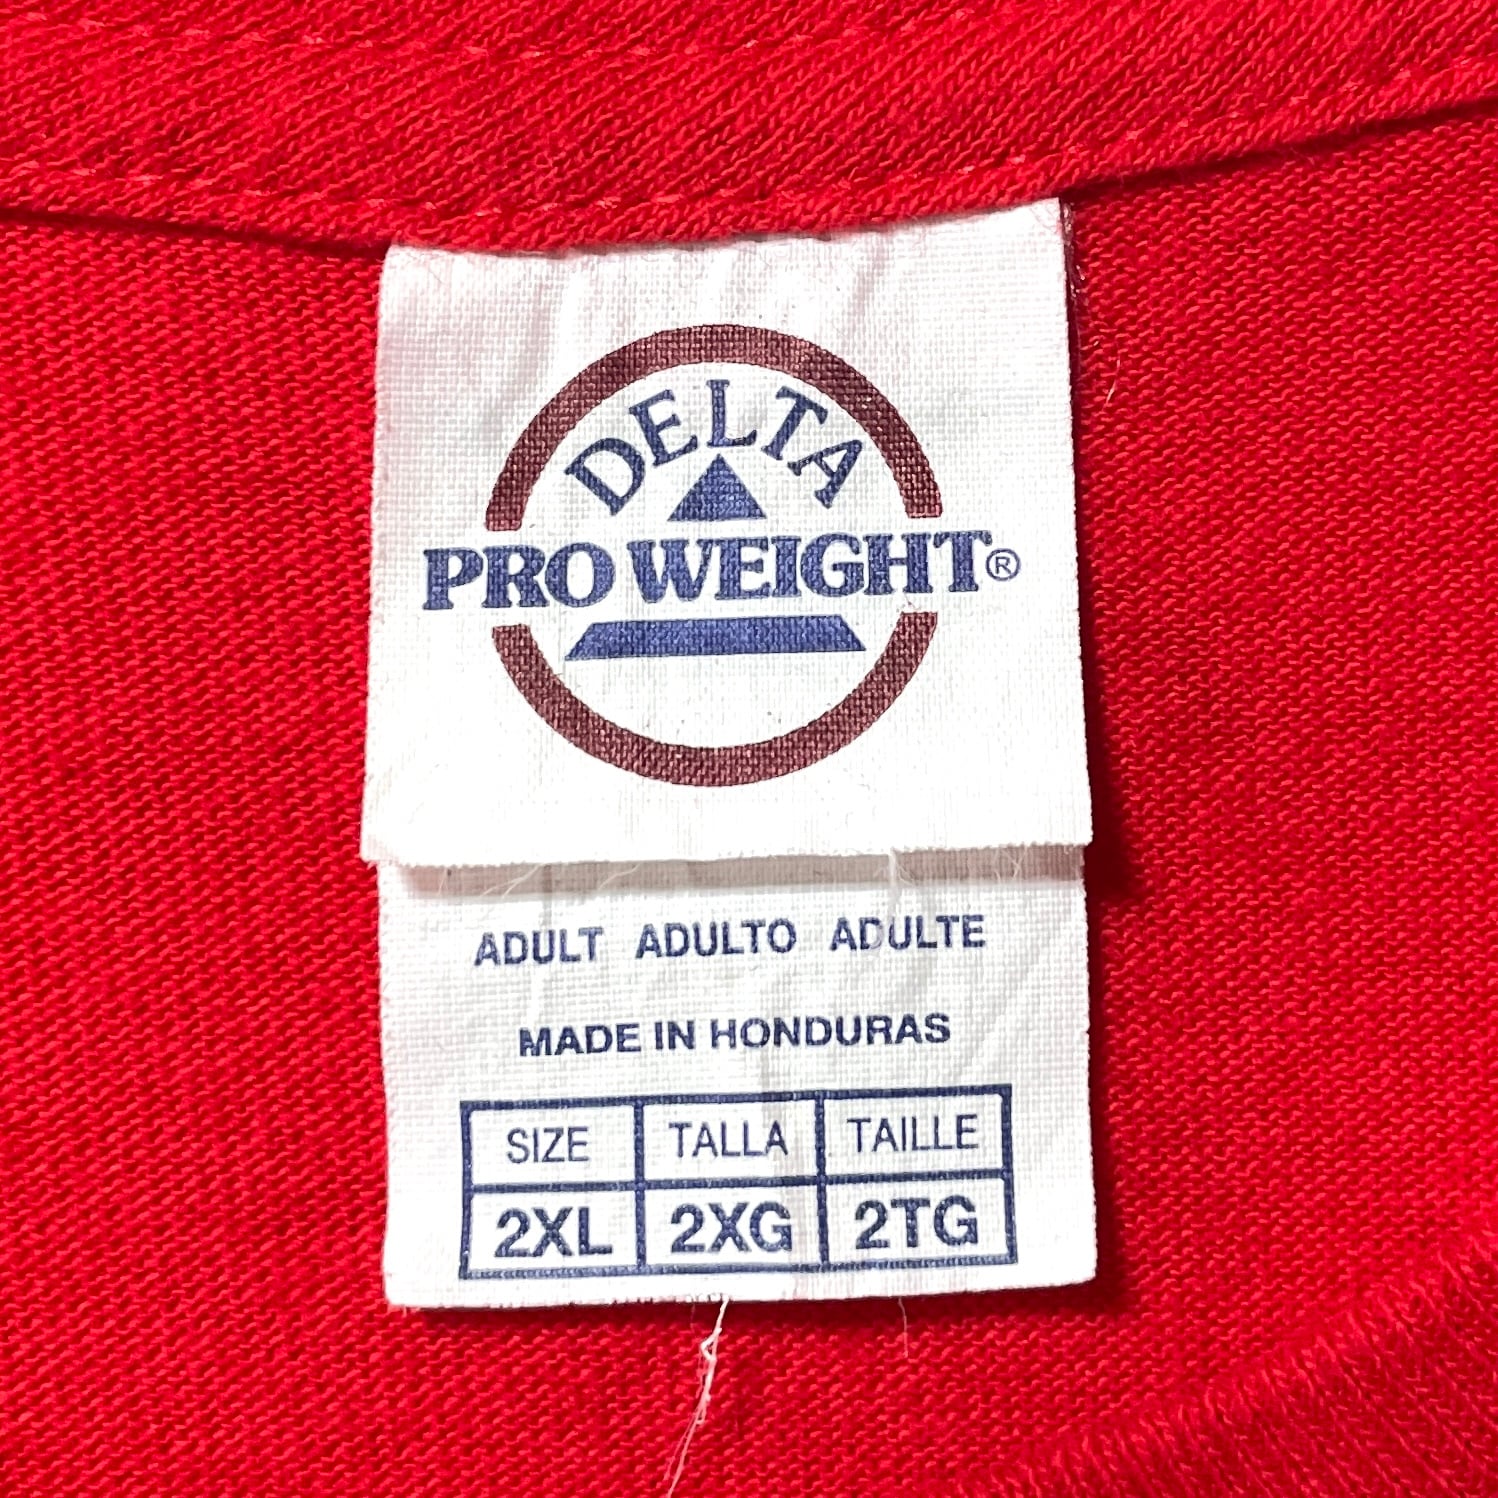 DELTA
PRO WEIGHT®
ADULT ADULTO ADULTE
MADE IN HONDURAS
SIZE TALLA TAILLE
2XL 2XG 2TG